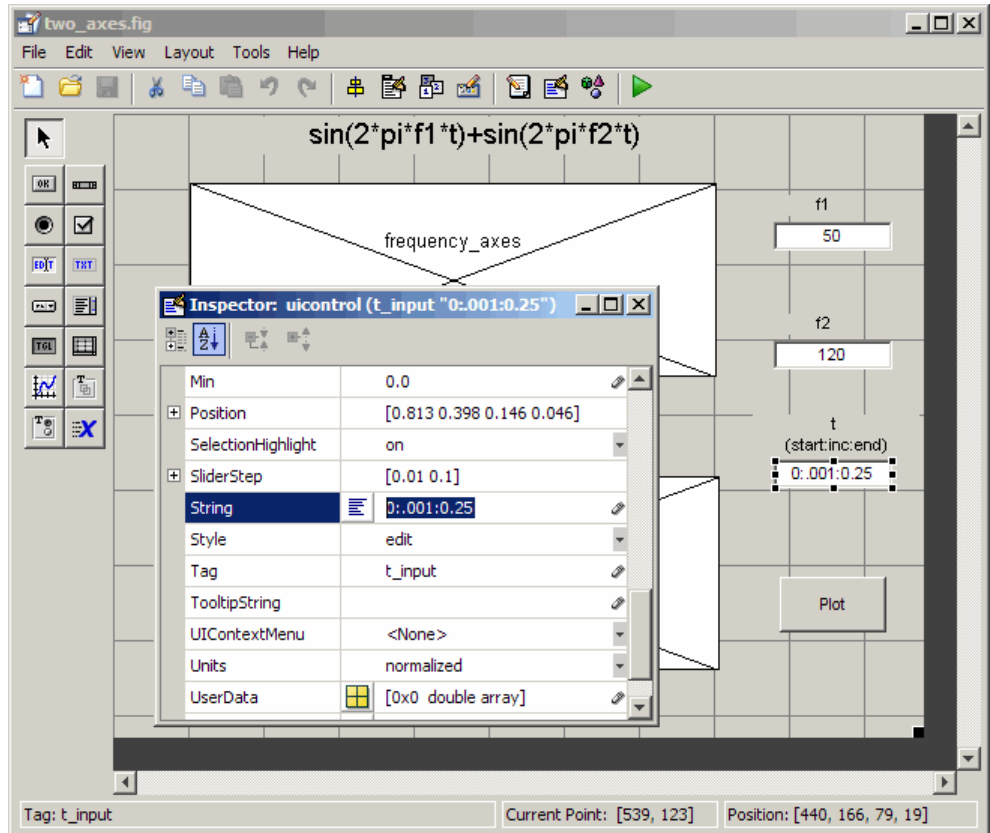 two_axes.fig
File Edit View Layout Tools Help
OK
EDIT TXT
TGL
sin(2*pi*f1*t)+sin(2*pi*f2*t)
frequency_axes
f1
50
f2
120
t
(start:inc:end)
0:.001:0.25
Plot
Inspector: uicontrol (t_input "0:.001:0.25")
Min 0.0
Position [0.813 0.398 0.146 0.046]
SelectionHighlight on
SliderStep [0.01 0.1]
String 0:.001:0.25
Style edit
Tag t_input
TooltipString
UIContextMenu <None>
Units normalized
UserData [0x0 double array]
Tag: t_input Current Point: [539, 123] Position: [440, 166, 79, 19]